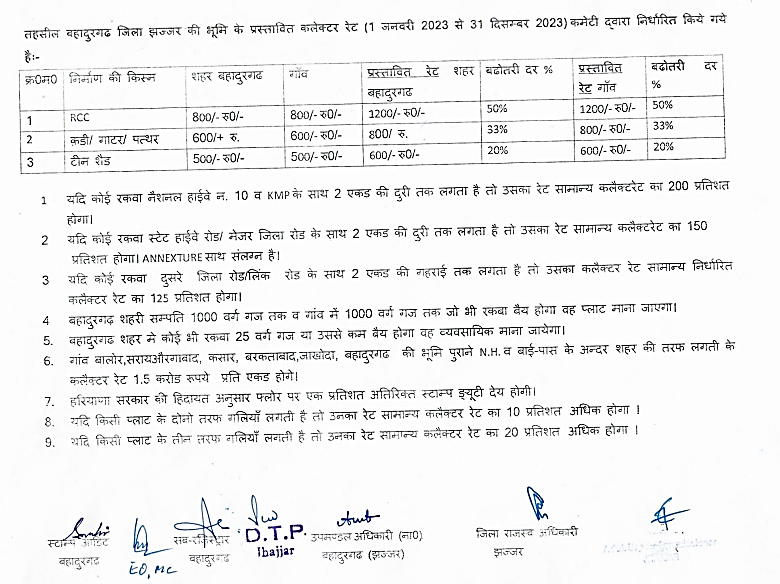 तहसील बहादुरगढ जिला झज्जर की भूमि के प्रस्तावित कलेक्टर रेट (1 जनवरी 2023 से 31 दिसम्बर 2023) कमेटी द्वारा निर्धारित किये गये
है:-
क्र0म0 निर्माण की किस्म शहर बहादुरगढ गॉव प्रस्तावित रेट शहर बहादुरगढ बढोतरी दर % प्रस्तावित रेट गॉव बढोतरी दर %
1 RCC 800/- रु0/- 800/- रु0/- 1200/- रु0/- 50% 1200/- रु0/- 50%
2 कडी/ गाटर/ पत्थर 600/+ रु. 600/- रु0/- 800/ रु. 33% 800/- रु0/- 33%
3 टीन शैड 500/- रु0/- 500/- रु0/- 600/- रु0/- 20% 600/- रु0/- 20%
1 यदि कोई रकवा नैशनल हाईवे न. 10 व KMP के साथ 2 एकड की दुरी तक लगता है तो उसका रेट सामान्य कलैक्टरेट का 200 प्रतिशत
होगा।
2 यदि कोई रकवा स्टेट हाईवे रोड/ मेजर जिला रोड के साथ 2 एकड की दुरी तक लगता है तो उसका रेट सामान्य कलैक्टरेट का 150
प्रतिशत होगा। ANNEXTURE साथ संलग्न है।
3 यदि कोई रकवा दुसरे जिला रोड/लिंक रोड के साथ 2 एकड की गहराई तक लगता है तो उसका कलैक्टर रेट सामान्य निर्धारित
कलैक्टर रेट का 125 प्रतिशत होगा।
4 बहादुरगढ़ शहरी सम्पति 1000 वर्ग गज तक व गांव में 1000 वर्ग गज तक जो भी रकबा बैय होगा वह प्लाट माना जाएगा।
5. बहादुरगढ शहर मे कोई भी रकबा 25 वर्ग गज या उससे कम बैय होगा वह व्यवसायिक माना जायेगा।
6. गांव बालोर,सरायऔरगाबाद, कसार, बरकताबाद,जाखोदा, बहादुरगढ की भूमि पुराने N.H. व बाई-पास के अन्दर शहर की तरफ लगती के
कलैक्टर रेट 1.5 करोड रूपये प्रति एकड होगे।
7. हरियाणा सरकार की हिदायत अनुसार फ्लोर पर एक प्रतिशत अतिरिक्त स्टाम्प ड्यूटी देय होगी।
8. यदि किसी प्लाट के दोनो तरफ गलियाँ लगती है तो उनका रेट सामान्य कलैक्टर रेट का 10 प्रतिशत अधिक होगा ।
9. यदि किसी प्लाट के तीन तरफ गलियाँ लगती है तो उनका रेट सामान्य कलैक्टर रेट का 20 प्रतिशत अधिक होगा ।
स्टाम्प ऑडिट सब-रजिस्ट्रार D.T.P. उपमण्डल अधिकारी (ना0) जिला राजस्व अधिकारी
बहादुरगढ EO, MC बहादुरगढ Jhajjar बहादुरगढ (झज्जर) झज्जर